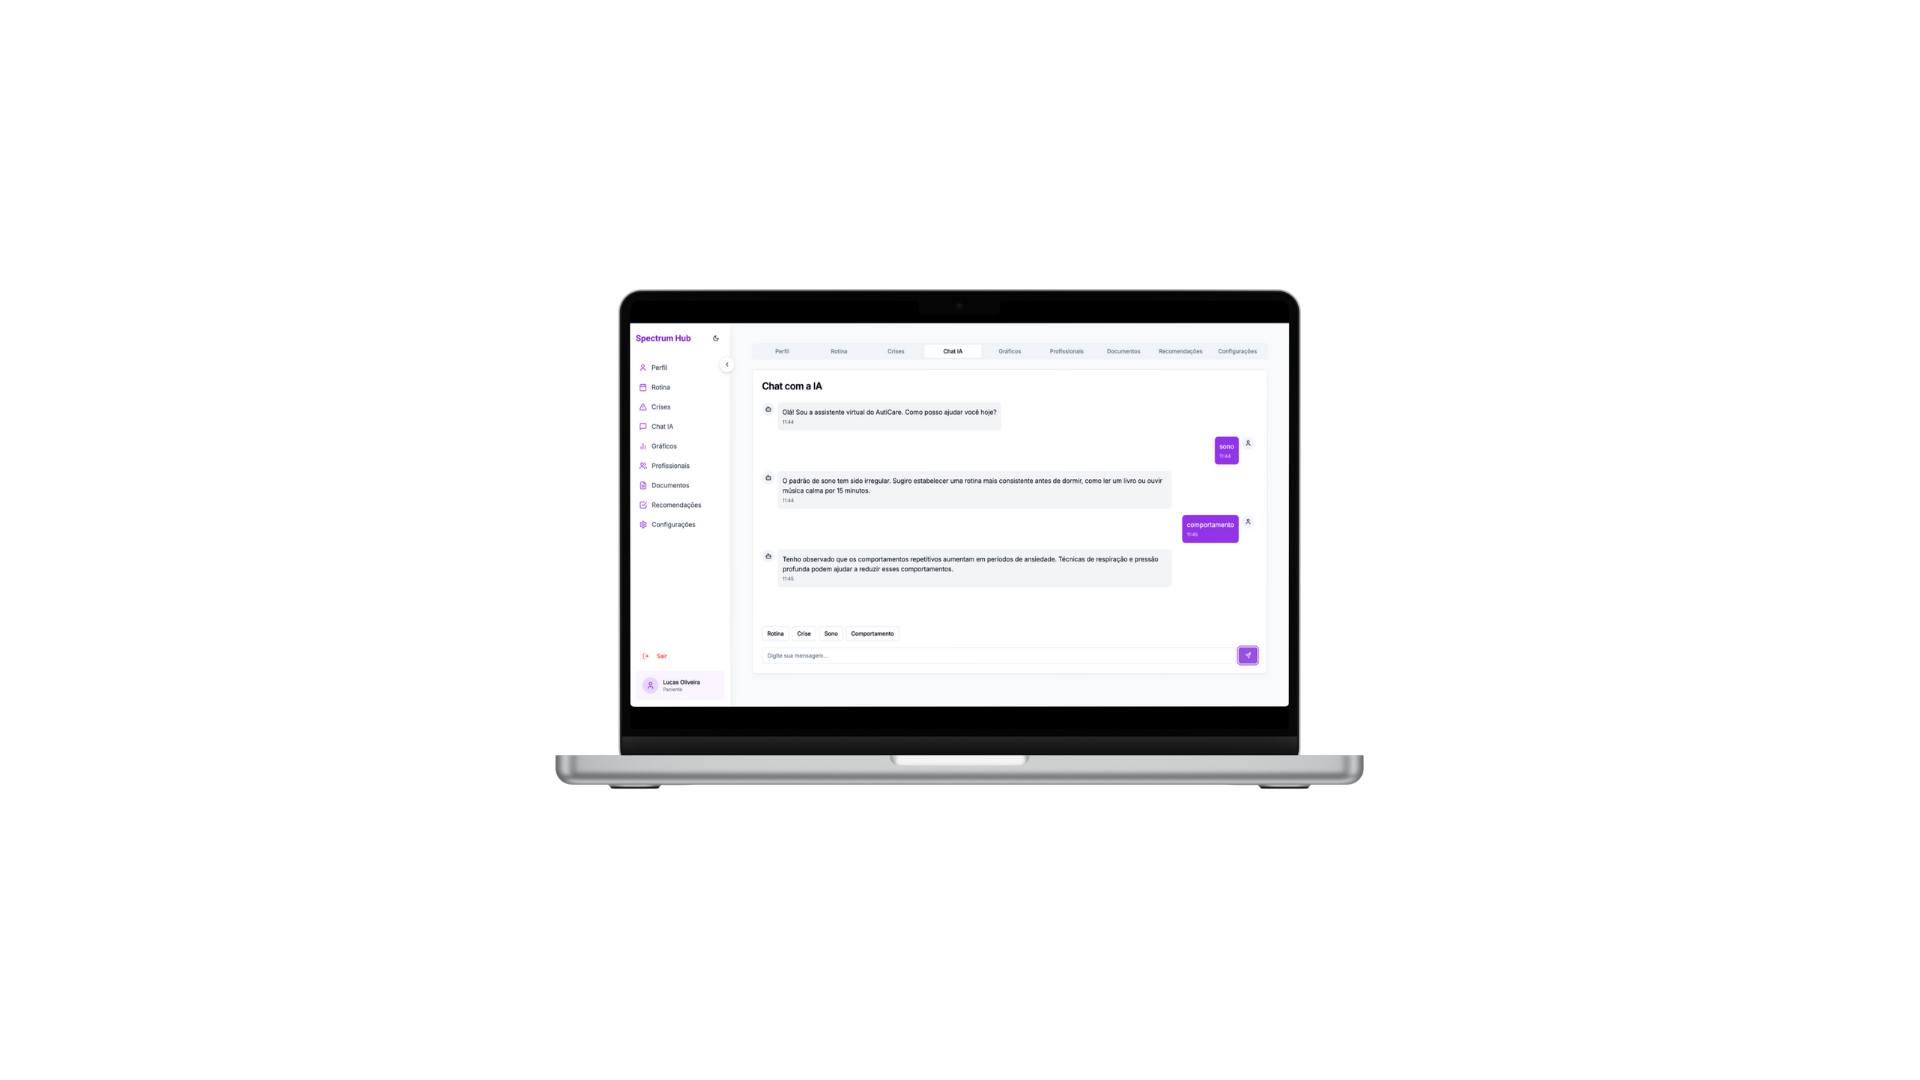 Spectrum Hub
Perfil
Rotina
Crises
Chat IA
Gráficos
Profissionais
Documentos
Recomendações
Configurações
Sair
Lucas Oliveira
Paciente
Perfil
Rotina
Crises
Chat IA
Gráficos
Profissionais
Documentos
Recomendações
Configurações
Chat com a IA
Olá! Sou a assistente virtual do AutiCare. Como posso ajudar você hoje?
11:44
sono
11:44
O padrão de sono tem sido irregular. Sugiro estabelecer uma rotina mais consistente antes de dormir, como ler um livro ou ouvir
música calma por 15 minutos.
11:44
comportamento
11:45
Tenho observado que os comportamentos repetitivos aumentam em períodos de ansiedade. Técnicas de respiração e pressão
profunda podem ajudar a reduzir esses comportamentos.
11:45
Rotina
Crise
Sono
Comportamento
Digite sua mensagem...